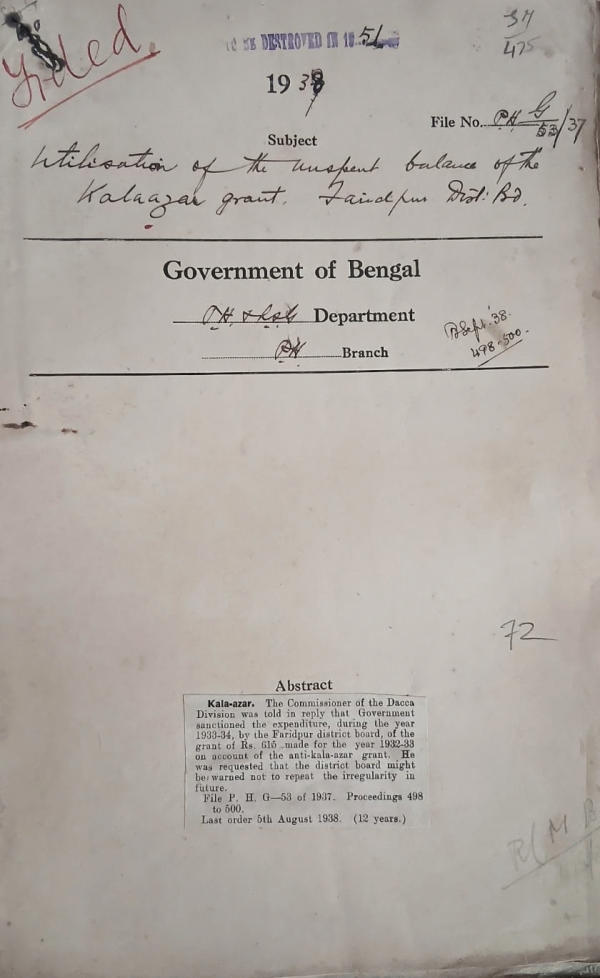 37
475
TO BE DESTROYED IN 1951
1938
File No. P.H. G/53/37
Subject
Utilisation of the unspent balance of the
Kalaazar grant. Faridpur Dist: Bd.
Government of Bengal
Department
B Sept. '38.
498-500.
PH Branch
72
Abstract
Kala-azar. The Commissioner of the Dacca
Division was told in reply that Government
sanctioned the expenditure, during the year
1933-34, by the Faridpur district board, of the
grant of Rs. 615 made for the year 1932-33
on account of the anti-kala-azar grant. He
was requested that the district board might
be warned not to repeat the irregularity in
future.
File P. H. G—53 of 1937. Proceedings 498
to 500.
Last order 5th August 1938. (12 years.)